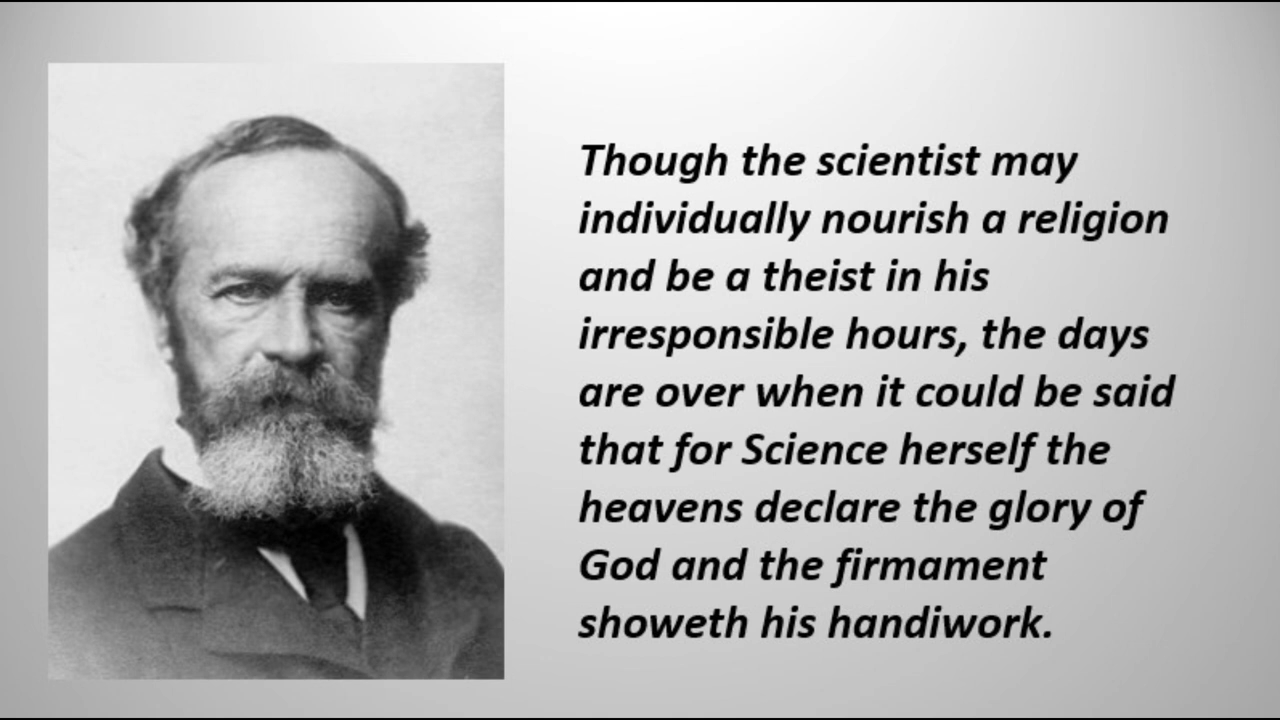 Though the scientist may
individually nourish a religion
and be a theist in his
irresponsible hours, the days
are over when it could be said
that for Science herself the
heavens declare the glory of
God and the firmament
showeth his handiwork.